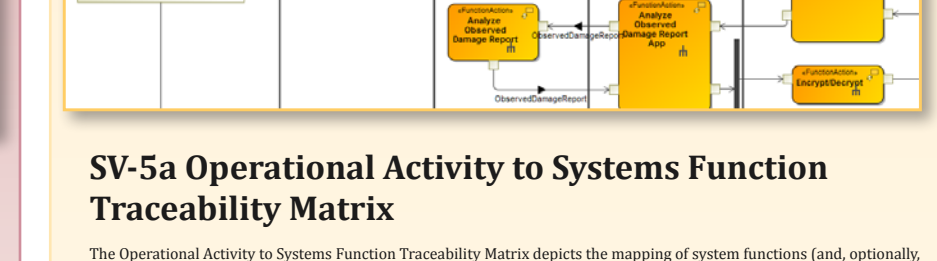 «FunctionAction»
Analyze
Observed
Damage Report
ObservedDamageReport
«FunctionAction»
Analyze
Observed
Damage Report
App
«FunctionAction»
Encrypt/Decrypt
ObservedDamageReport
SV-5a Operational Activity to Systems Function
Traceability Matrix
The Operational Activity to Systems Function Traceability Matrix depicts the mapping of system functions (and, optionally,